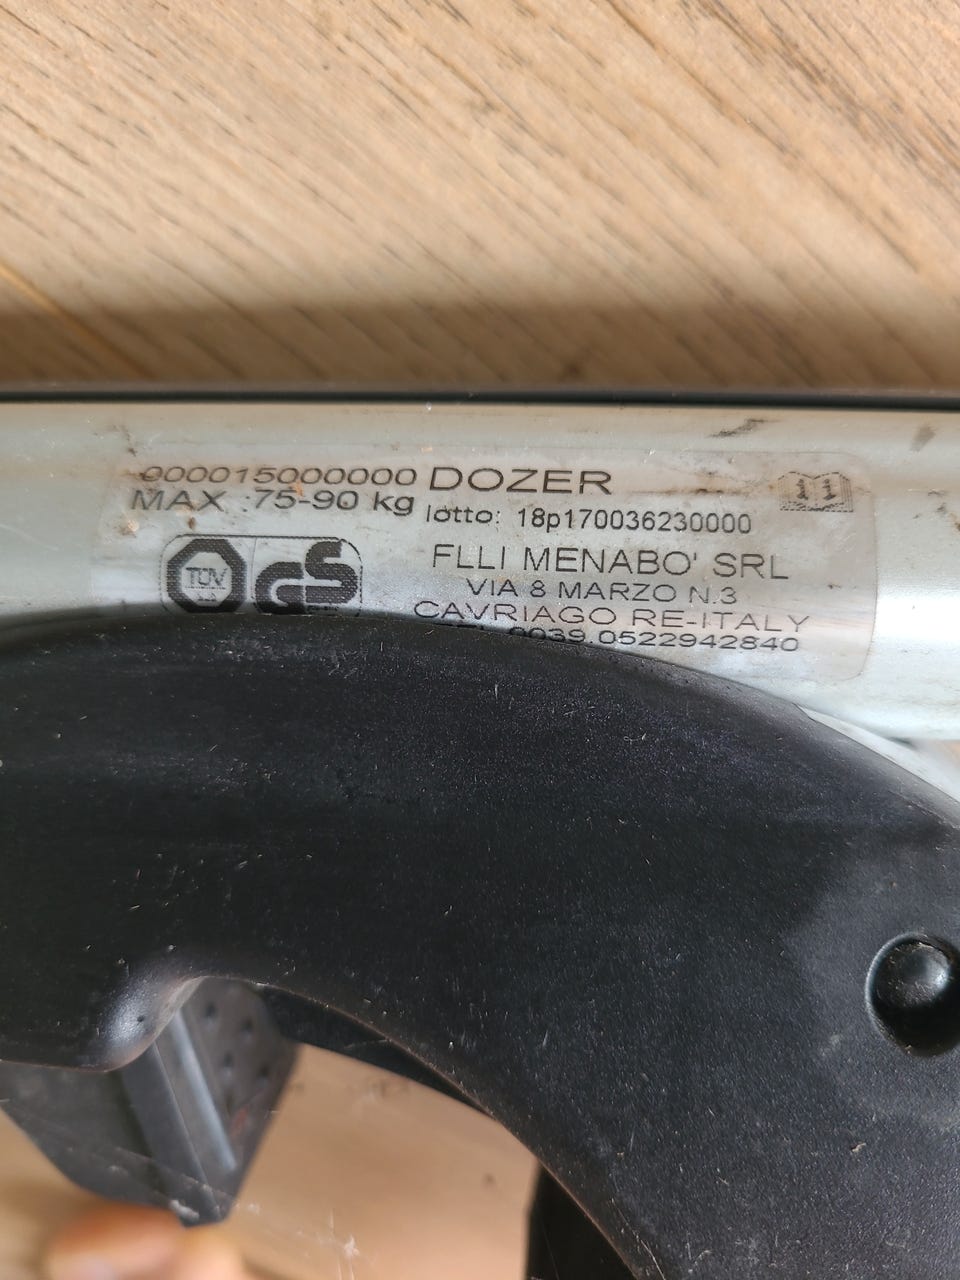 000015000000 DOZER
MAX :75-90 kg lotto: 18p170036230000
TÜV GS
FLLI MENABO' SRL
VIA 8 MARZO N.3
CAVRIAGO RE-ITALY
TEL 0039 0522942840